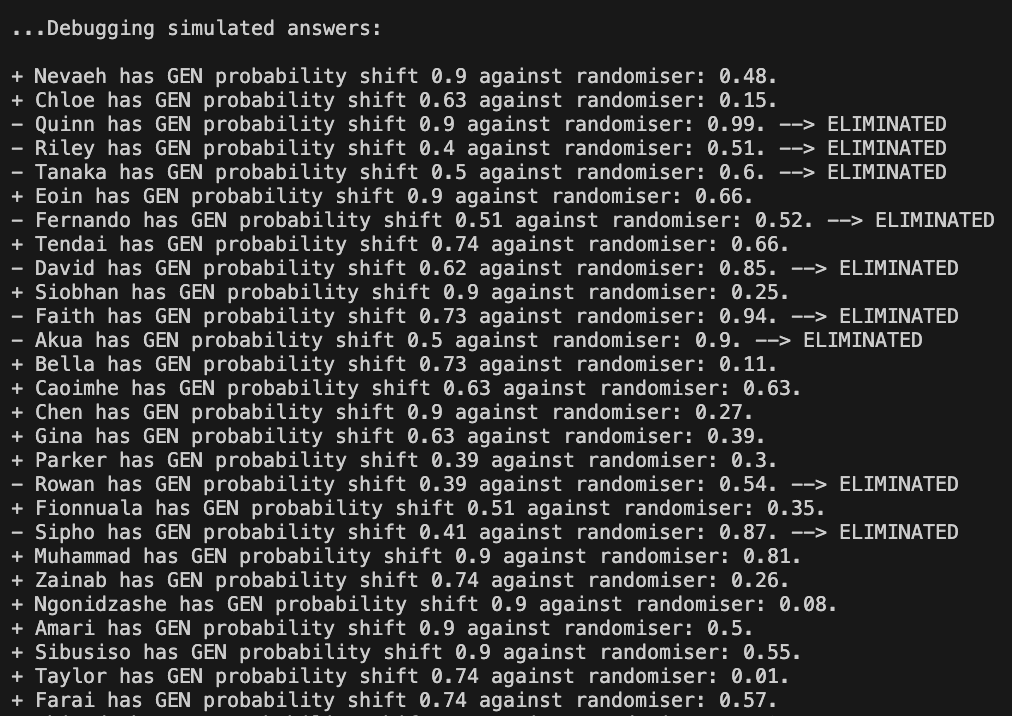 ...Debugging simulated answers:
+ Nevaeh has GEN probability shift 0.9 against randomiser: 0.48.
+ Chloe has GEN probability shift 0.63 against randomiser: 0.15.
- Quinn has GEN probability shift 0.9 against randomiser: 0.99. --> ELIMINATED
- Riley has GEN probability shift 0.4 against randomiser: 0.51. --> ELIMINATED
- Tanaka has GEN probability shift 0.5 against randomiser: 0.6. --> ELIMINATED
+ Eoin has GEN probability shift 0.9 against randomiser: 0.66.
- Fernando has GEN probability shift 0.51 against randomiser: 0.52. --> ELIMINATED
+ Tendai has GEN probability shift 0.74 against randomiser: 0.66.
- David has GEN probability shift 0.62 against randomiser: 0.85. --> ELIMINATED
+ Siobhan has GEN probability shift 0.9 against randomiser: 0.25.
- Faith has GEN probability shift 0.73 against randomiser: 0.94. --> ELIMINATED
- Akua has GEN probability shift 0.5 against randomiser: 0.9. --> ELIMINATED
+ Bella has GEN probability shift 0.73 against randomiser: 0.11.
+ Caoimhe has GEN probability shift 0.63 against randomiser: 0.63.
+ Chen has GEN probability shift 0.9 against randomiser: 0.27.
+ Gina has GEN probability shift 0.63 against randomiser: 0.39.
+ Parker has GEN probability shift 0.39 against randomiser: 0.3.
- Rowan has GEN probability shift 0.39 against randomiser: 0.54. --> ELIMINATED
+ Fionnuala has GEN probability shift 0.51 against randomiser: 0.35.
- Sipho has GEN probability shift 0.41 against randomiser: 0.87. --> ELIMINATED
+ Muhammad has GEN probability shift 0.9 against randomiser: 0.81.
+ Zainab has GEN probability shift 0.74 against randomiser: 0.26.
+ Ngonidzashe has GEN probability shift 0.9 against randomiser: 0.08.
+ Amari has GEN probability shift 0.9 against randomiser: 0.5.
+ Sibusiso has GEN probability shift 0.9 against randomiser: 0.55.
+ Taylor has GEN probability shift 0.74 against randomiser: 0.01.
+ Farai has GEN probability shift 0.74 against randomiser: 0.57.